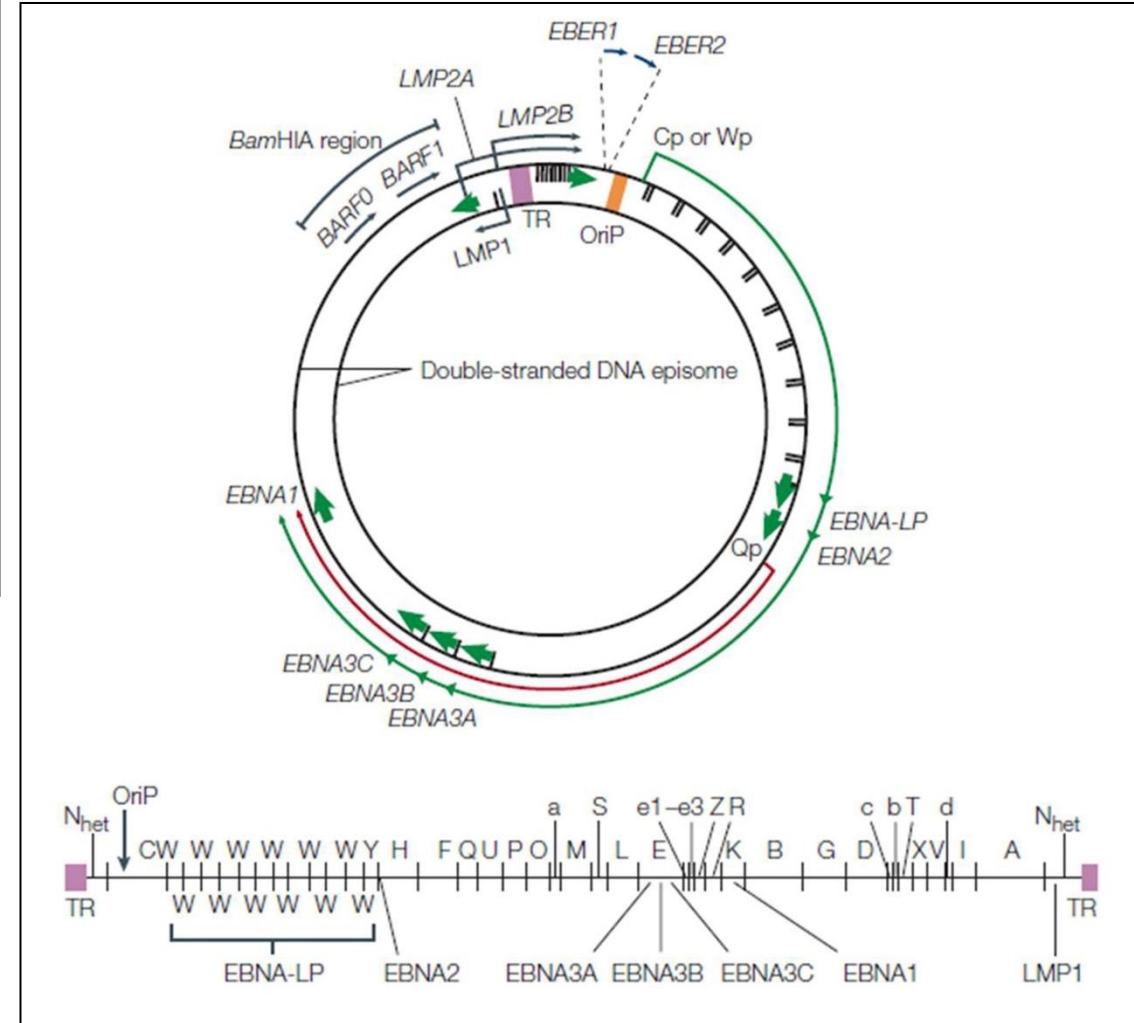 EBER1
EBER2
LMP2A
LMP2B
BamHIA region
Cp or Wp
BARF1
BARF0
TR
OriP
LMP1
Double-stranded DNA episome
EBNA1
EBNA-LP
Qp
EBNA2
EBNA3C
EBNA3B
EBNA3A
OriP
a S e1–e3 Z R c b T d
Nhet Nhet
C W W W W W W Y H F Q U P O M L E K B G D X V I A
TR W W W W W W TR
EBNA-LP EBNA2 EBNA3A EBNA3B EBNA3C EBNA1 LMP1